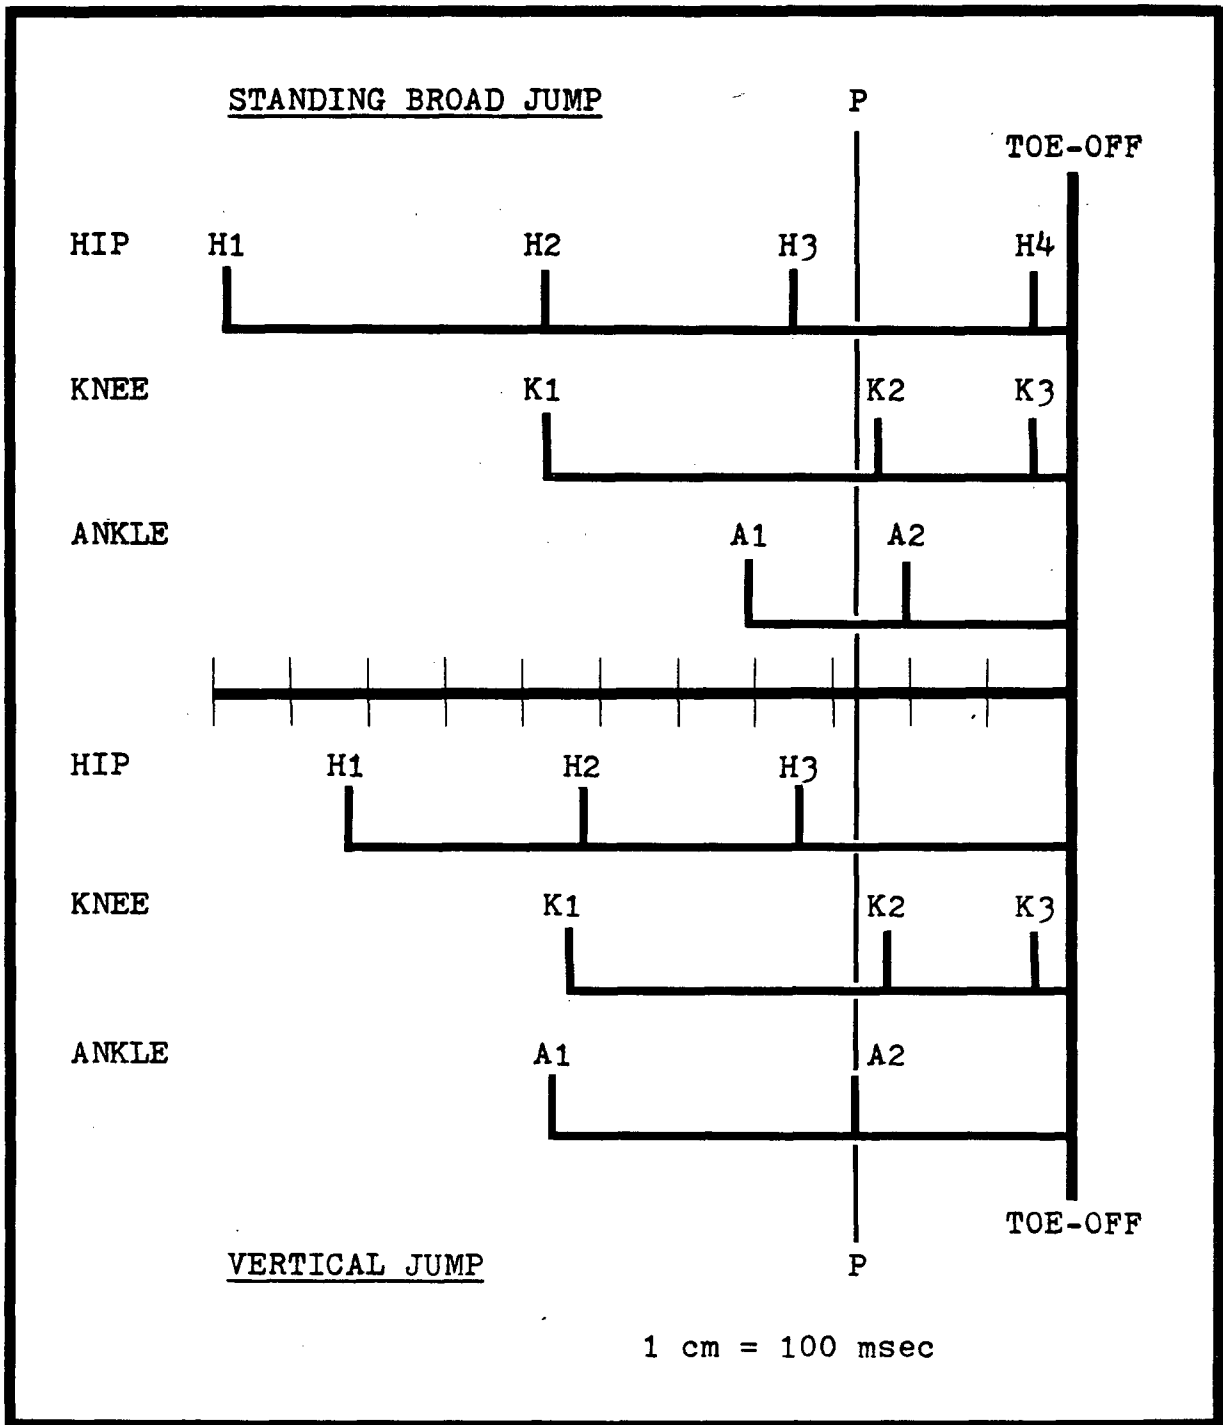 STANDING BROAD JUMP P
TOE-OFF
HIP H1 H2 H3 H4
KNEE K1 K2 K3
ANKLE A1 A2
HIP H1 H2 H3
KNEE K1 K2 K3
ANKLE A1 A2
TOE-OFF
VERTICAL JUMP P
1 cm = 100 msec